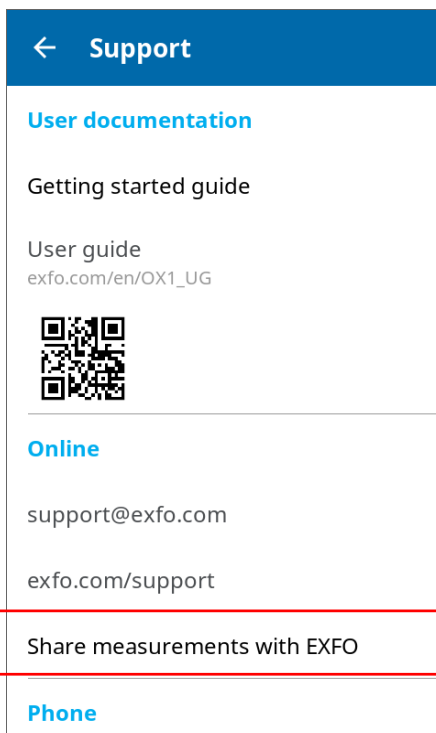 Support
User documentation
Getting started guide
User guide
exfo.com/en/OX1_UG
Online
support@exfo.com
exfo.com/support
Share measurements with EXFO
Phone